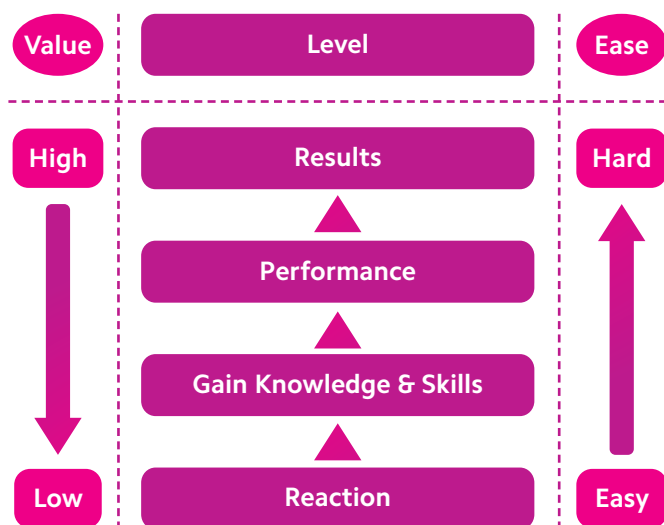 Value
Level
Ease
High
Results
Hard
Performance
Gain Knowledge & Skills
Low
Reaction
Easy